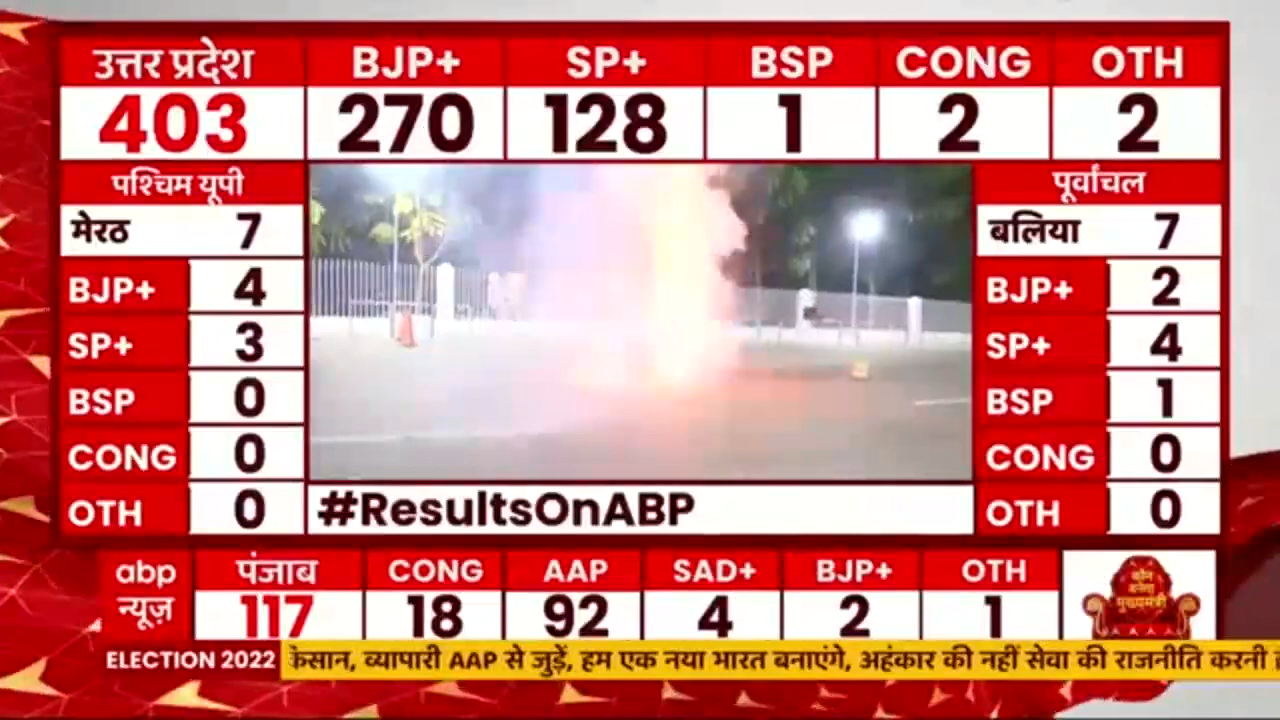 उत्तर प्रदेश BJP+ SP+ BSP CONG OTH
403 270 128 1 2 2
पश्चिम यूपी
मेरठ 7
BJP+ 4
SP+ 3
BSP 0
CONG 0
OTH 0
#ResultsOnABP
पूर्वांचल
बलिया 7
BJP+ 2
SP+ 4
BSP 1
CONG 0
OTH 0
abp न्यूज़
पंजाब CONG AAP SAD+ BJP+ OTH
117 18 92 4 2 1
कौन बनेगा मुख्यमंत्री
ELECTION 2022 केसान, व्यापारी AAP से जुड़ें, हम एक नया भारत बनाएंगे, अहंकार की नहीं सेवा की राजनीति करनी